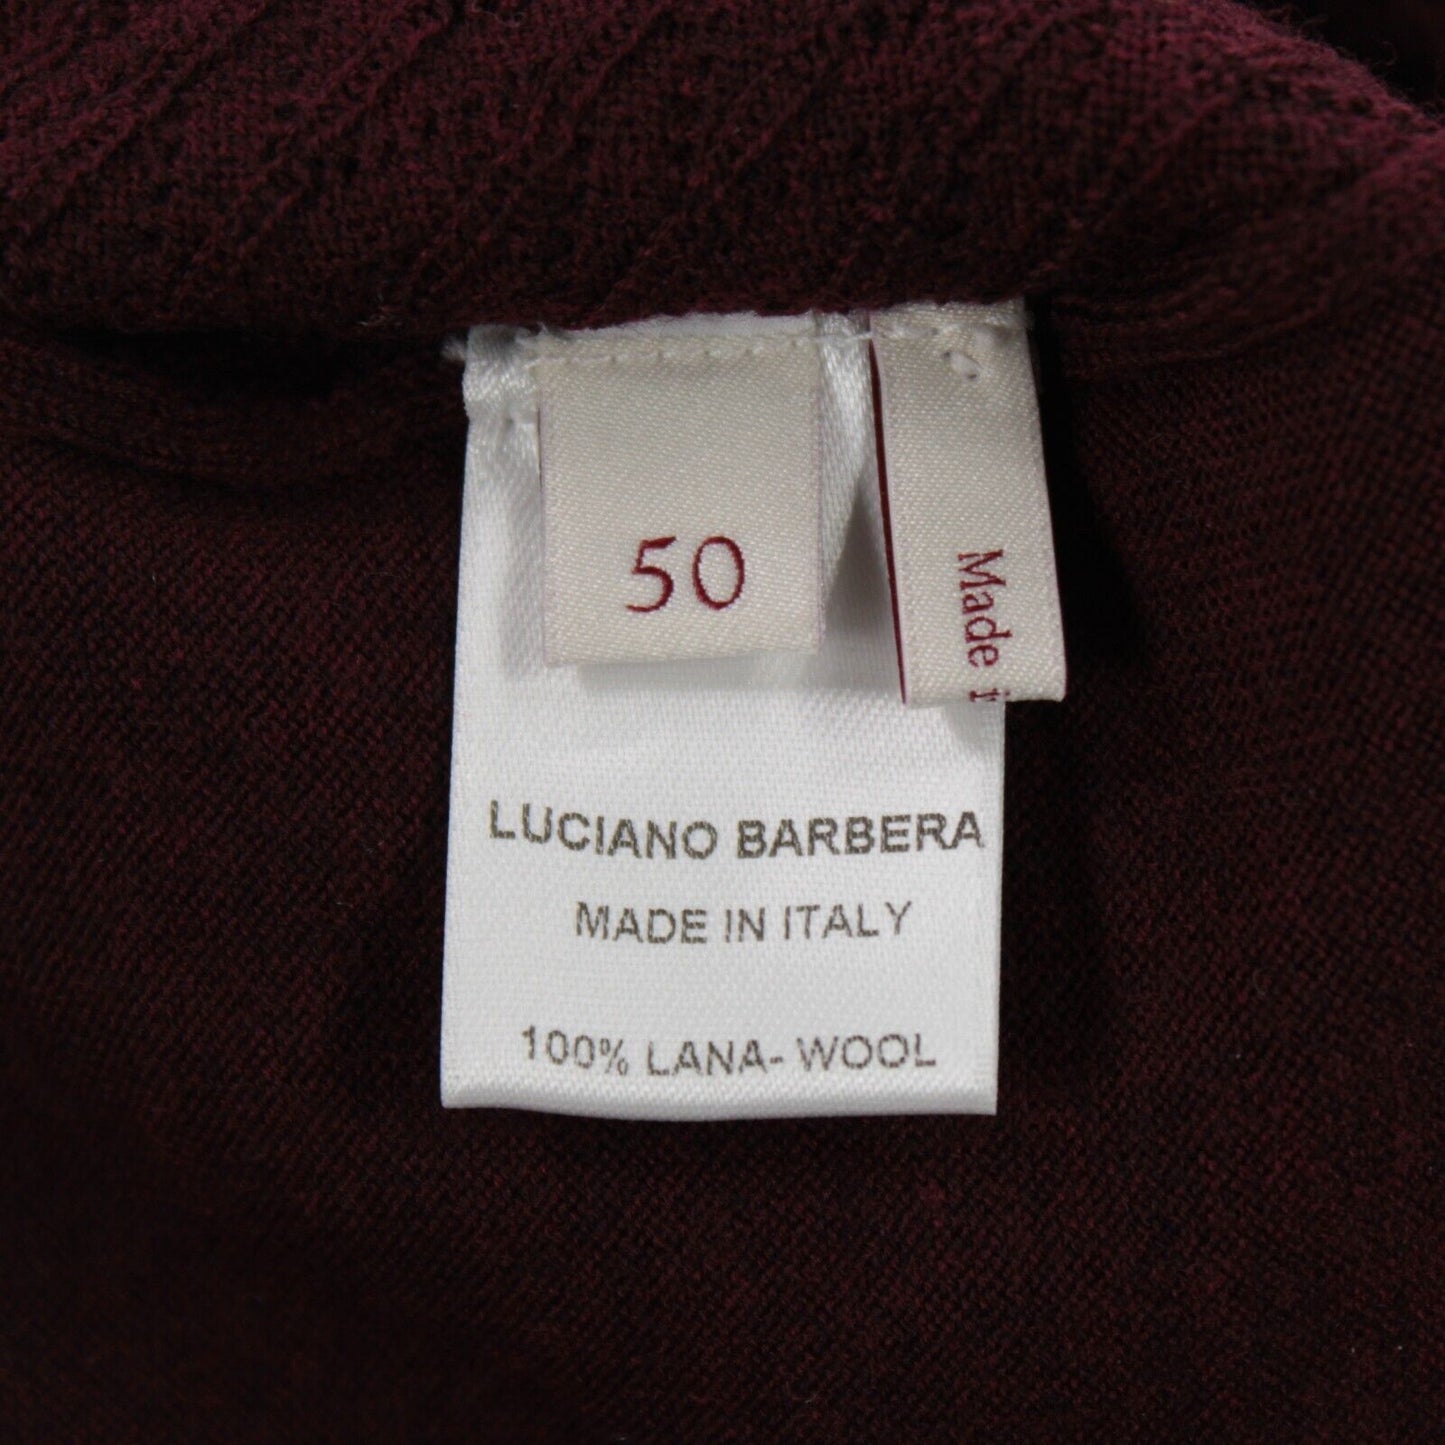 50
Made i
LUCIANO BARBERA
MADE IN ITALY
100% LANA- WOOL